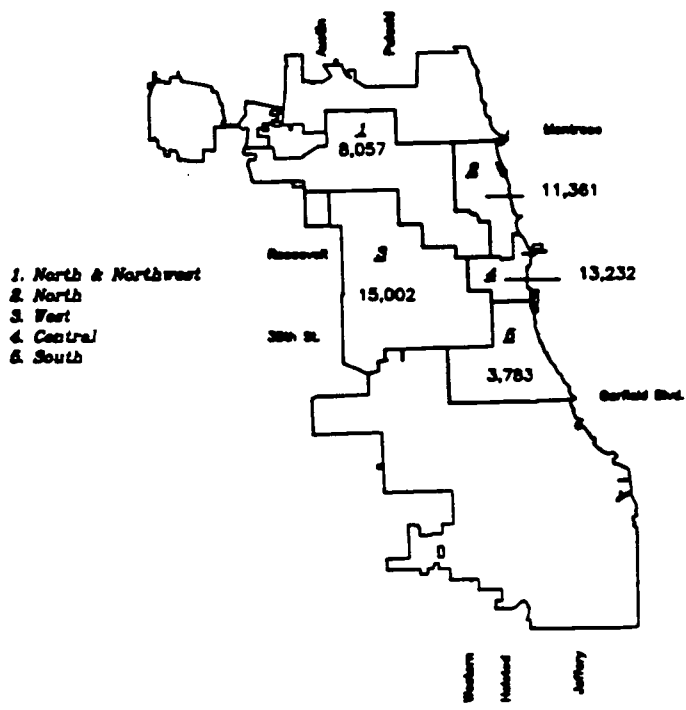 Austin
Pulaski
Montrose
1
8,057
2
11,361
Roosevelt
3
15,002
4
13,232
1. North & Northwest
2. North
3. West
4. Central
5. South
35th St.
5
3,783
Garfield Blvd.
Western
Halsted
Jeffery